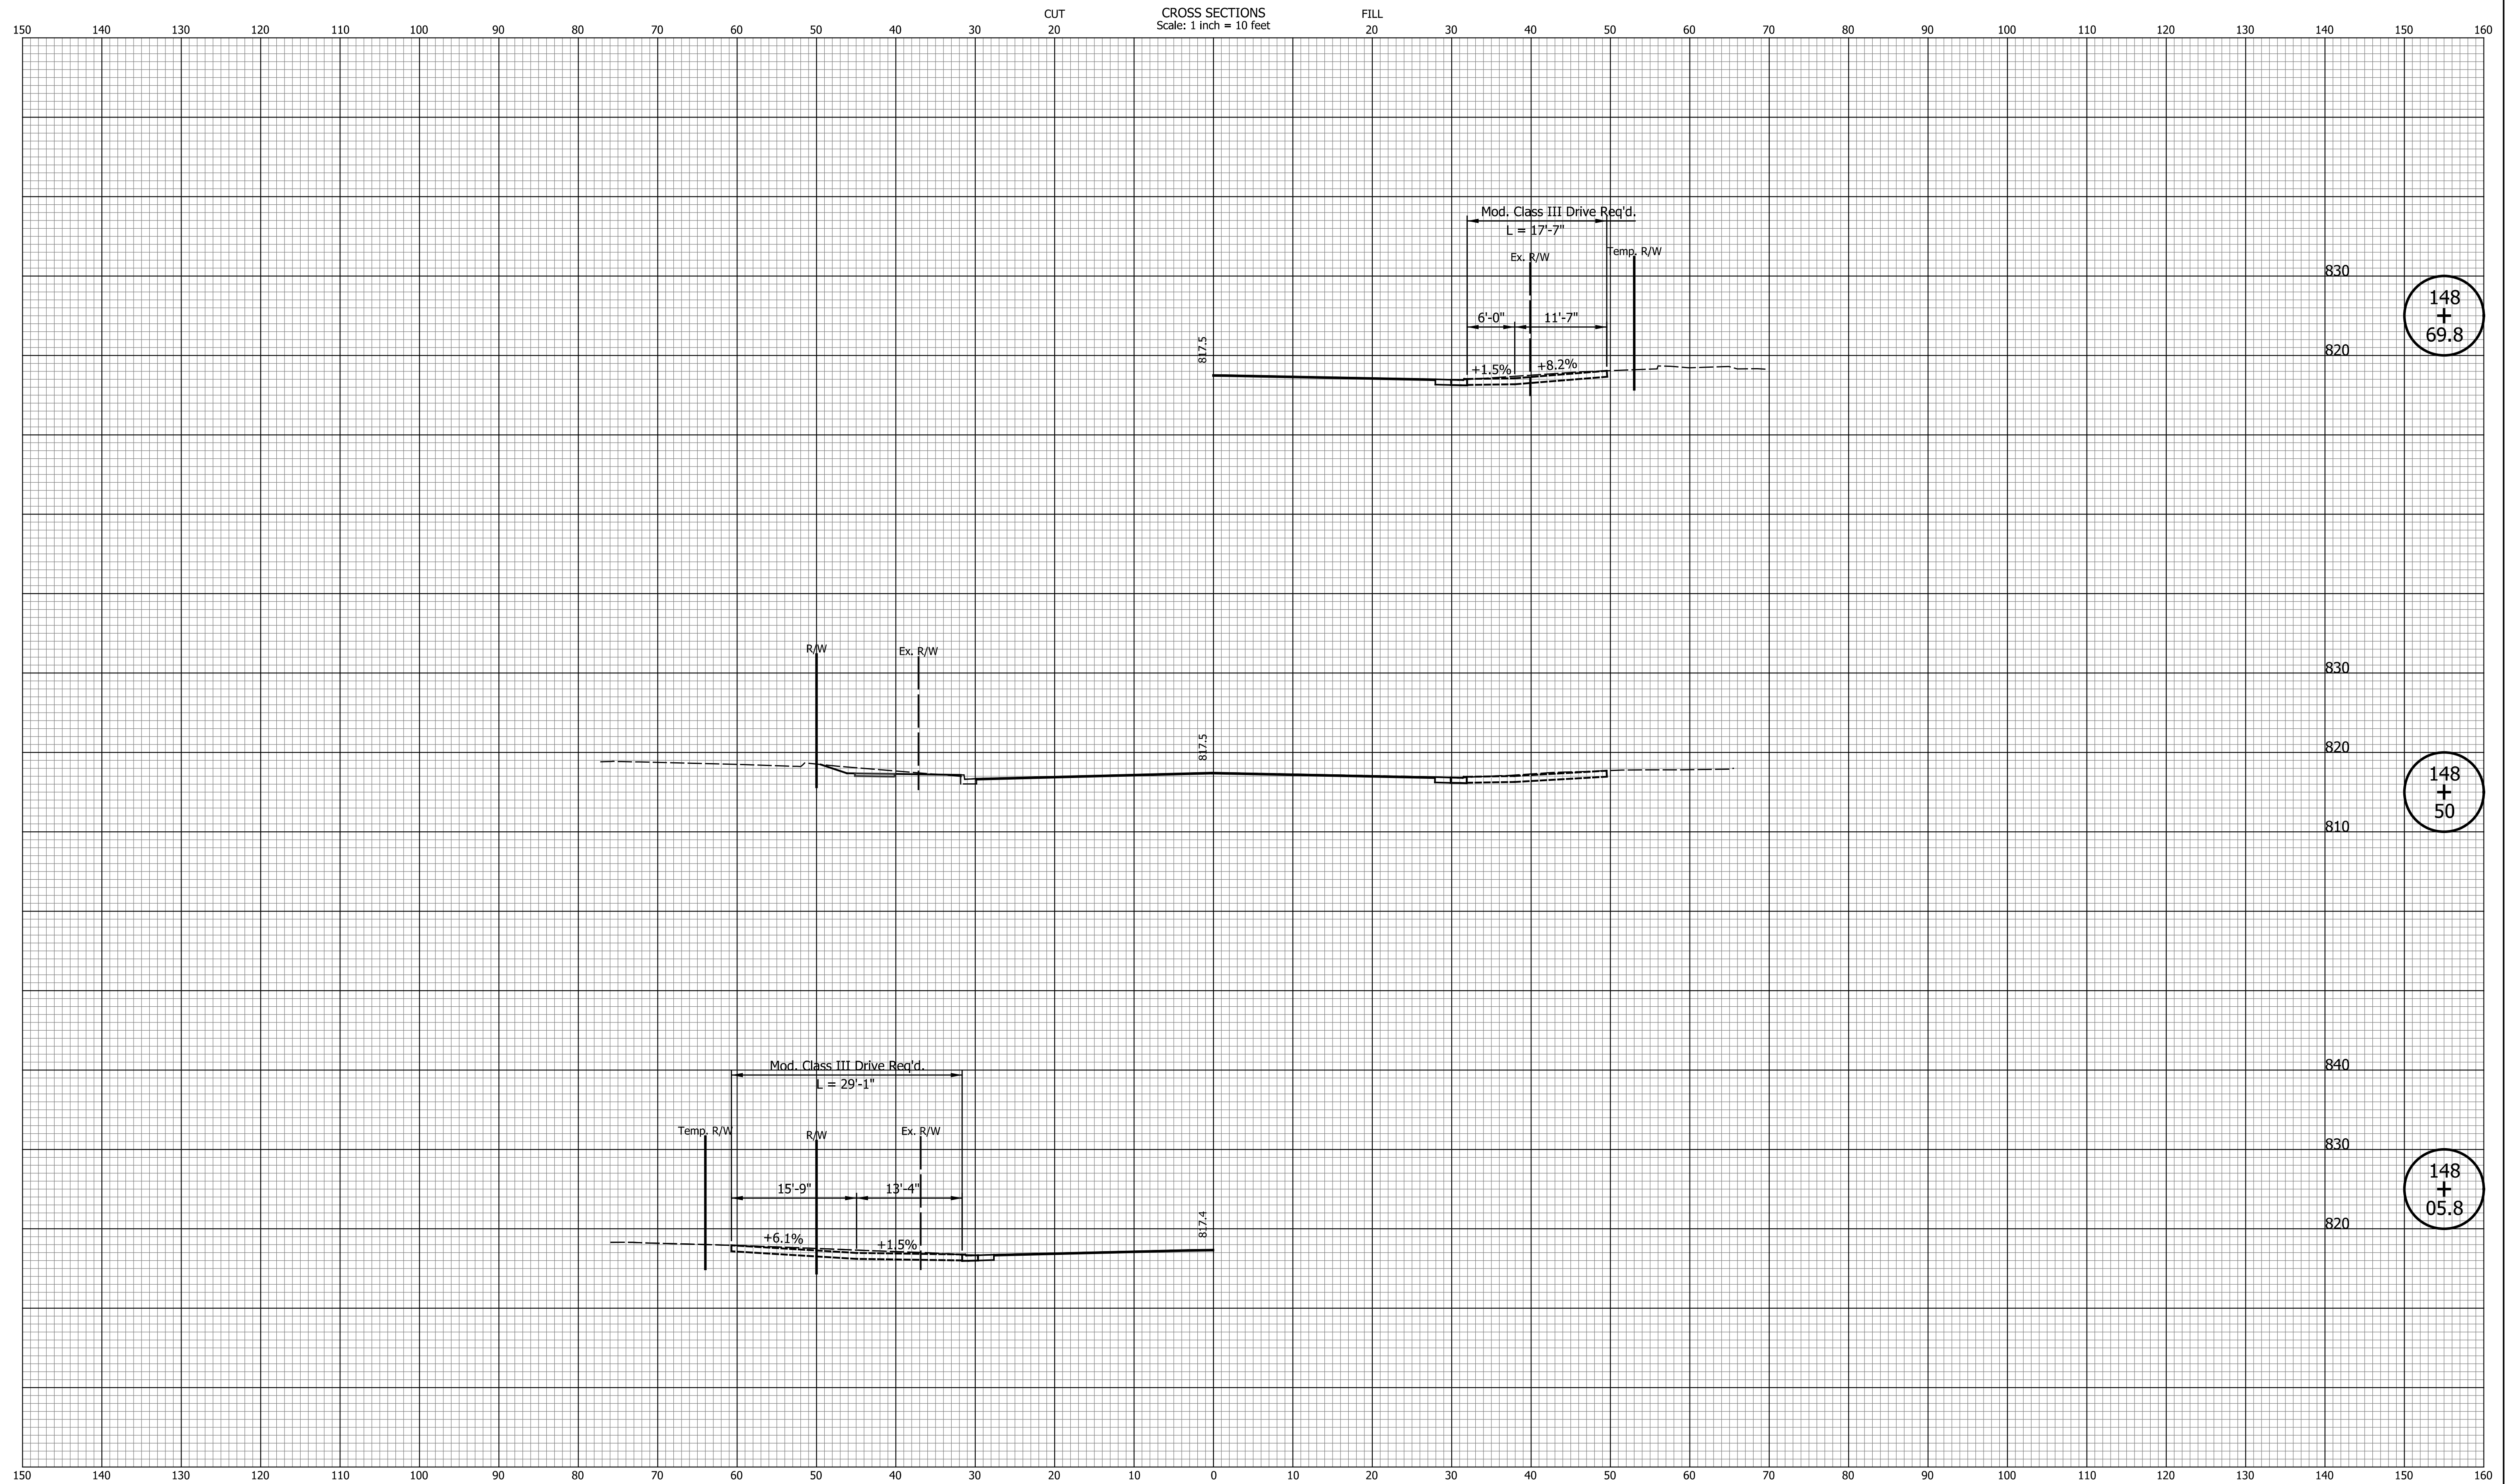 CUT CROSS SECTIONS FILL
Scale: 1 inch = 10 feet
150 140 130 120 110 100 90 80 70 60 50 40 30 20 20 30 40 50 60 70 80 90 100 110 120 130 140 150 160
Mod. Class III Drive Req'd.
L = 17'-7"
Temp. R/W
Ex. R/W
830
148
+
69.8
6'-0" 11'-7"
817.5
820
+1.5% +8.2%
R/W Ex. R/W
830
817.5
820
148
+
50
810
Mod. Class III Drive Req'd.
L = 29'-1"
840
Temp. R/W R/W Ex. R/W
830
148
+
05.8
15'-9" 13'-4"
817.4
820
+6.1% +1.5%
150 140 130 120 110 100 90 80 70 60 50 40 30 20 10 0 10 20 30 40 50 60 70 80 90 100 110 120 130 140 150 160